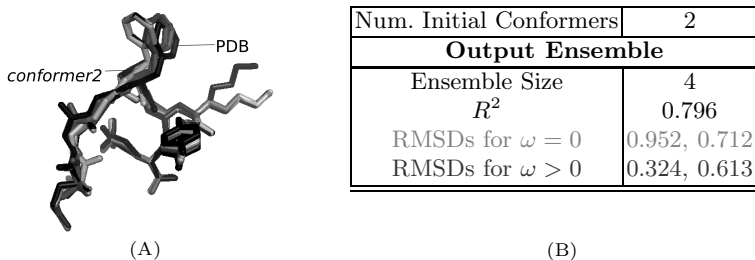 PDB
conformer2
(A)
Num. Initial Conformers 2
Output Ensemble
Ensemble Size 4
R² 0.796
RMSDs for ω = 0 0.952, 0.712
RMSDs for ω > 0 0.324, 0.613
(B)